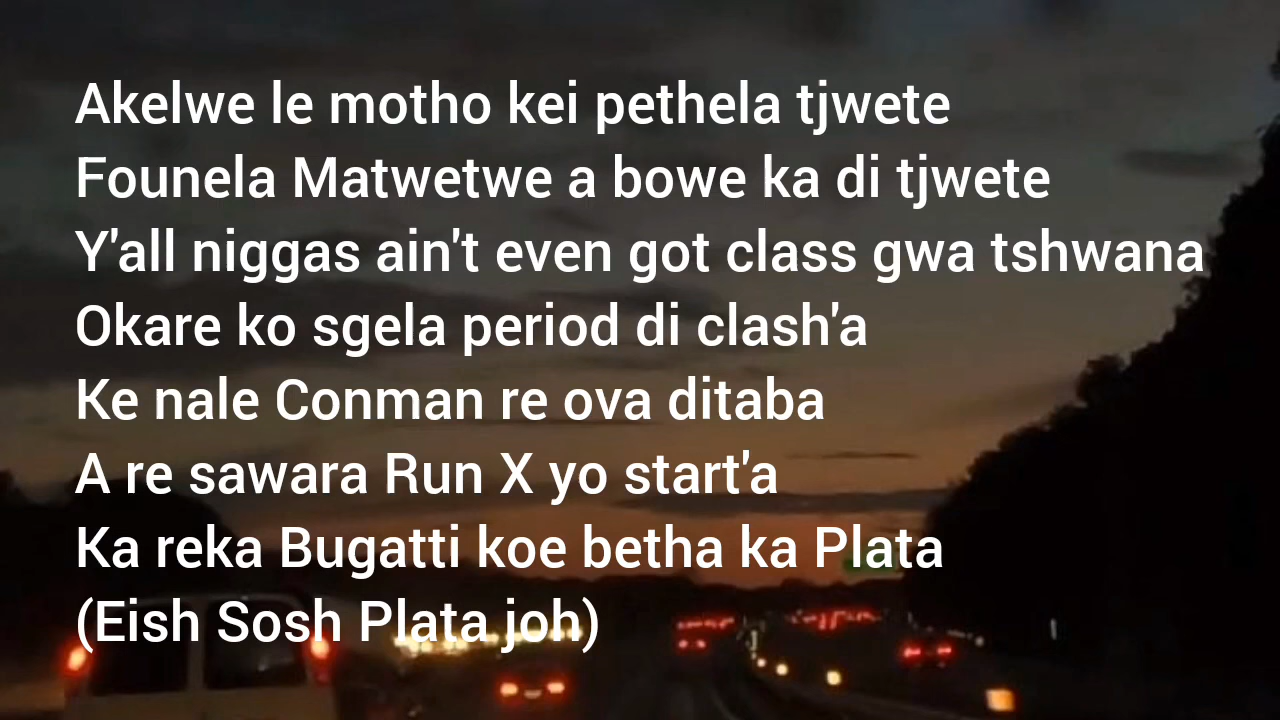 Akelwe le motho kei pethela tjwete
Founela Matwetwe a bowe ka di tjwete
Y'all niggas ain't even got class gwa tshwana
Okare ko sgela period di clash'a
Ke nale Conman re ova ditaba
A re sawara Run X yo start'a
Ka reka Bugatti koe betha ka Plata
(Eish Sosh Plata joh)